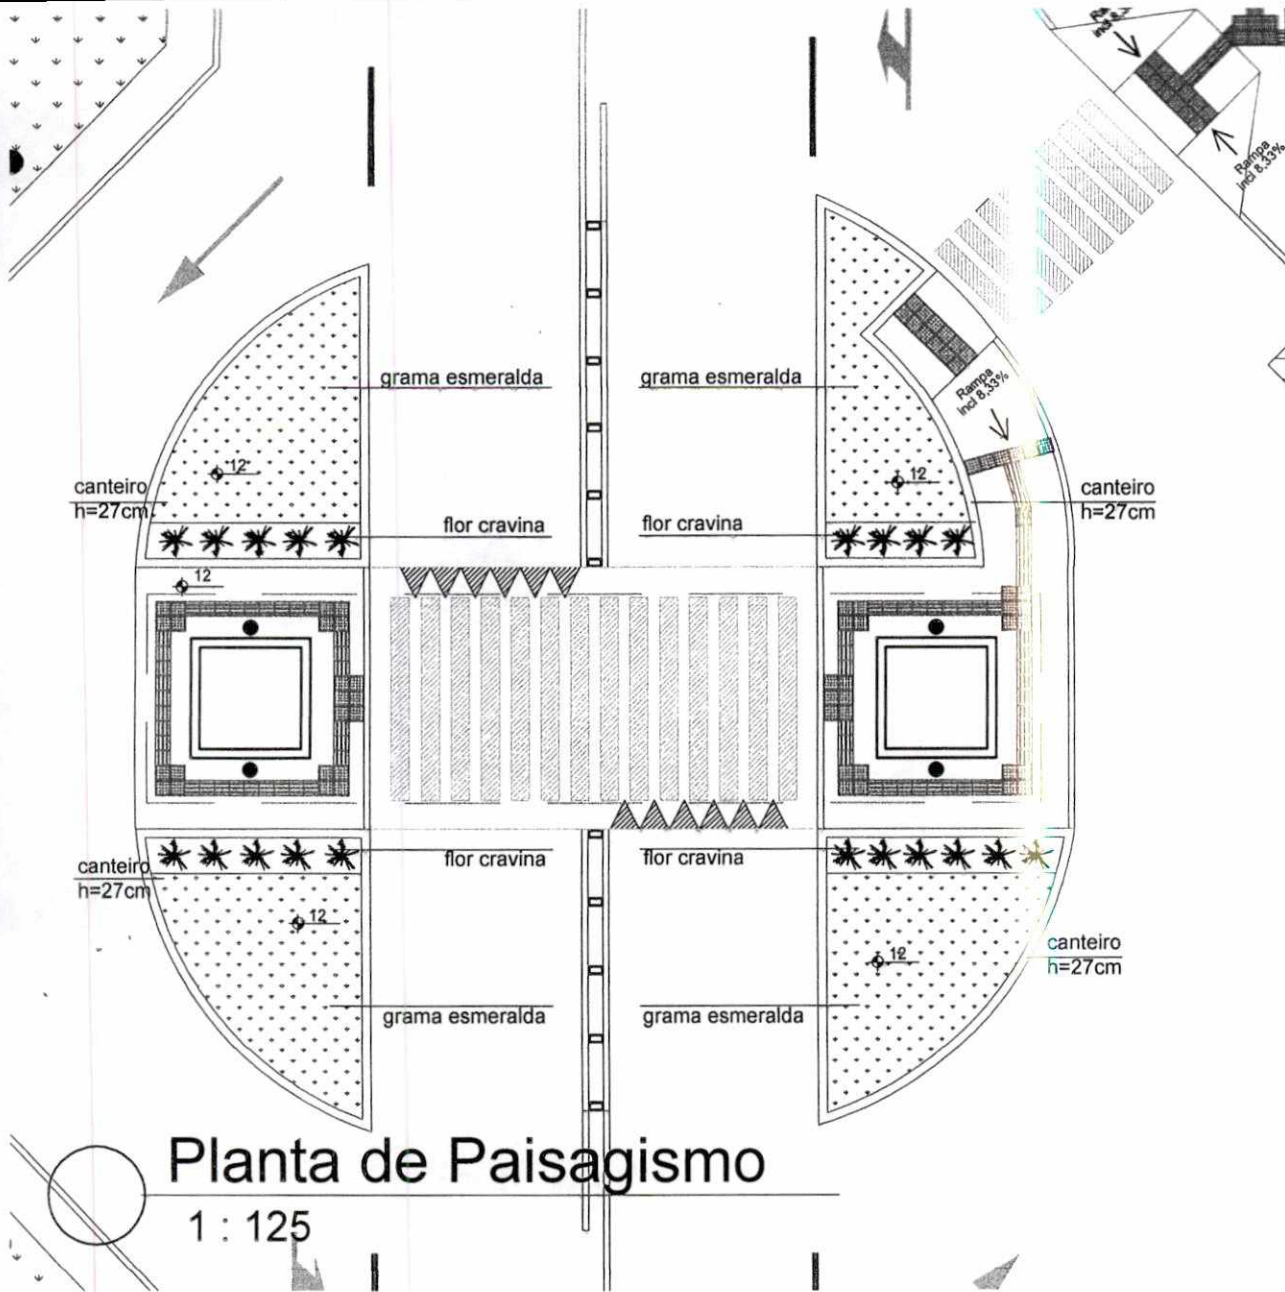 Rampa
incl 8,33%
grama esmeralda
grama esmeralda
Rampa
incl 8,33%
12
12
canteiro
h=27cm
canteiro
h=27cm
flor cravina
flor cravina
12
flor cravina
flor cravina
canteiro
h=27cm
12
12
canteiro
h=27cm
grama esmeralda
grama esmeralda
Planta de Paisagismo
1 : 125